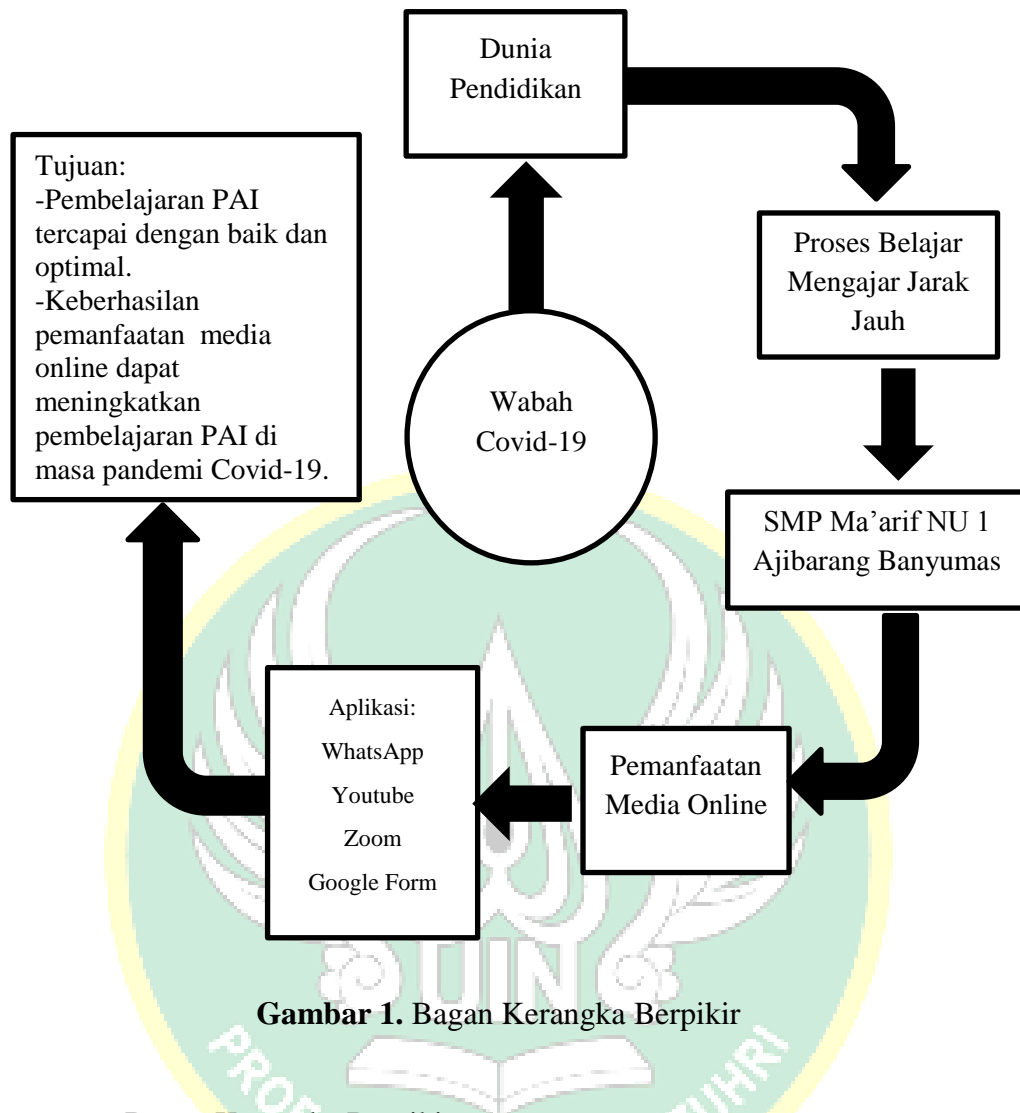 Dunia
Pendidikan
Proses Belajar
Mengajar Jarak
Jauh
SMP Ma’arif NU 1
Ajibarang Banyumas
Pemanfaatan
Media Online
Aplikasi:
WhatsApp
Youtube
Zoom
Google Form
Tujuan:
-Pembelajaran PAI
tercapai dengan baik dan
optimal.
-Keberhasilan
pemanfaatan  media
online dapat
meningkatkan
pembelajaran PAI di
masa pandemi Covid-19.
Wabah
Covid-19
UIN
Gambar 1. Bagan Kerangka Berpikir